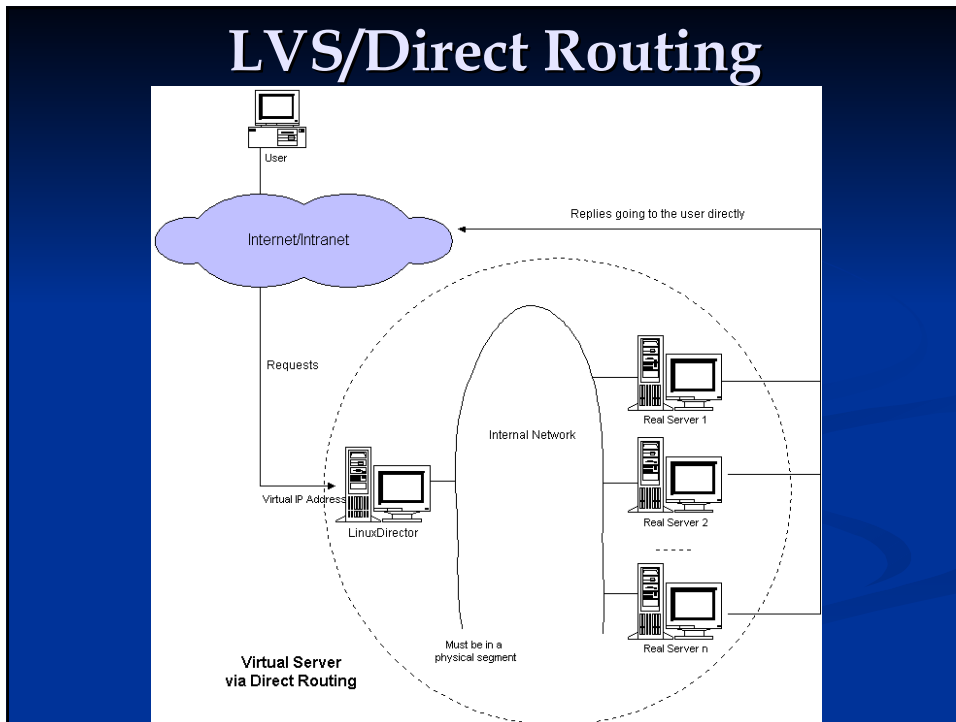 LVS/Direct Routing
User
Replies going to the user directly
Internet/Intranet
Requests
Real Server 1
Internal Network
Virtual IP Address
Real Server 2
LinuxDirector
Must be in a
physical segment
Real Server n
Virtual Server
via Direct Routing